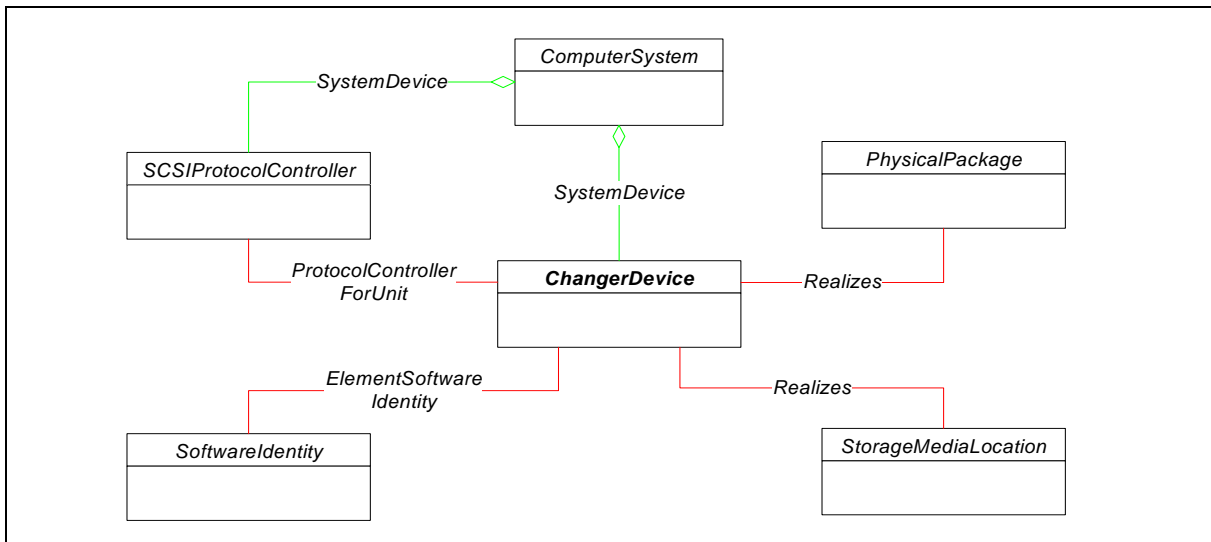 ComputerSystem
SystemDevice
SCSIProtocolController
PhysicalPackage
SystemDevice
ProtocolController
ForUnit
ChangerDevice
Realizes
ElementSoftware
Identity
Realizes
SoftwareIdentity
StorageMediaLocation